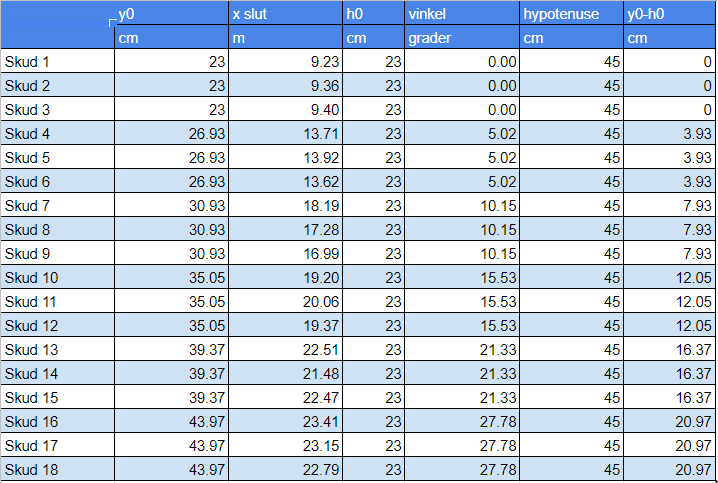 y0 x slut h0 vinkel hypotenuse y0-h0
cm m cm grader cm cm
Skud 1 23 9.23 23 0.00 45 0
Skud 2 23 9.36 23 0.00 45 0
Skud 3 23 9.40 23 0.00 45 0
Skud 4 26.93 13.71 23 5.02 45 3.93
Skud 5 26.93 13.92 23 5.02 45 3.93
Skud 6 26.93 13.62 23 5.02 45 3.93
Skud 7 30.93 18.19 23 10.15 45 7.93
Skud 8 30.93 17.28 23 10.15 45 7.93
Skud 9 30.93 16.99 23 10.15 45 7.93
Skud 10 35.05 19.20 23 15.53 45 12.05
Skud 11 35.05 20.06 23 15.53 45 12.05
Skud 12 35.05 19.37 23 15.53 45 12.05
Skud 13 39.37 22.51 23 21.33 45 16.37
Skud 14 39.37 21.48 23 21.33 45 16.37
Skud 15 39.37 22.47 23 21.33 45 16.37
Skud 16 43.97 23.41 23 27.78 45 20.97
Skud 17 43.97 23.15 23 27.78 45 20.97
Skud 18 43.97 22.79 23 27.78 45 20.97